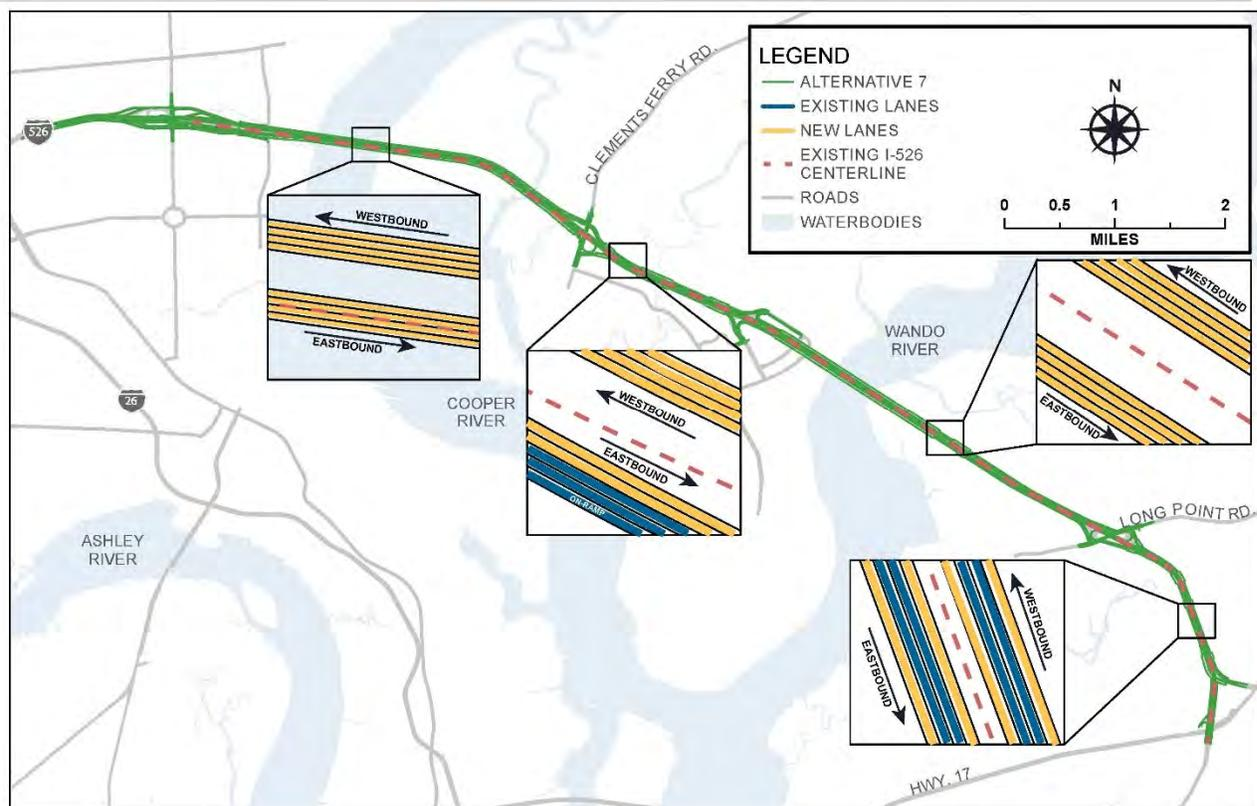 LEGEND
ALTERNATIVE 7
EXISTING LANES
NEW LANES
EXISTING I-526
CENTERLINE
ROADS
WATERBODIES
N
0 0.5 1 2
MILES
CLEMENTS FERRY RD.
526
WESTBOUND
EASTBOUND
WESTBOUND
EASTBOUND
ON-RAMP
WANDO
RIVER
WESTBOUND
EASTBOUND
COOPER
RIVER
26
ASHLEY
RIVER
LONG POINT RD.
WESTBOUND
EASTBOUND
HWY. 17